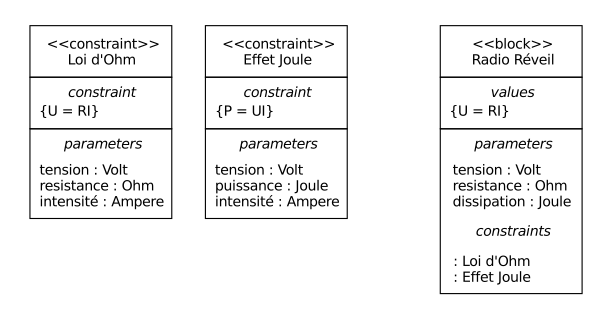 <<constraint>>
Loi d'Ohm
constraint
{U = RI}
parameters
tension : Volt
resistance : Ohm
intensité : Ampere
<<constraint>>
Effet Joule
constraint
{P = UI}
parameters
tension : Volt
puissance : Joule
intensité : Ampere
<<block>>
Radio Réveil
values
{U = RI}
parameters
tension : Volt
resistance : Ohm
dissipation : Joule
constraints
: Loi d'Ohm
: Effet Joule